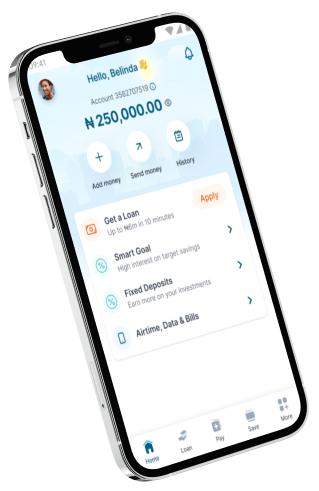 09:41
Hello, Belinda 👋
Account 3582707519
₦250,000.00
Add money
Send money
History
Get a Loan
Up to ₦6m in 10 minutes
Apply
Smart Goal
High interest on target savings
Fixed Deposits
Earn more on your investments
Airtime, Data & Bills
Home
Loan
Pay
Save
More